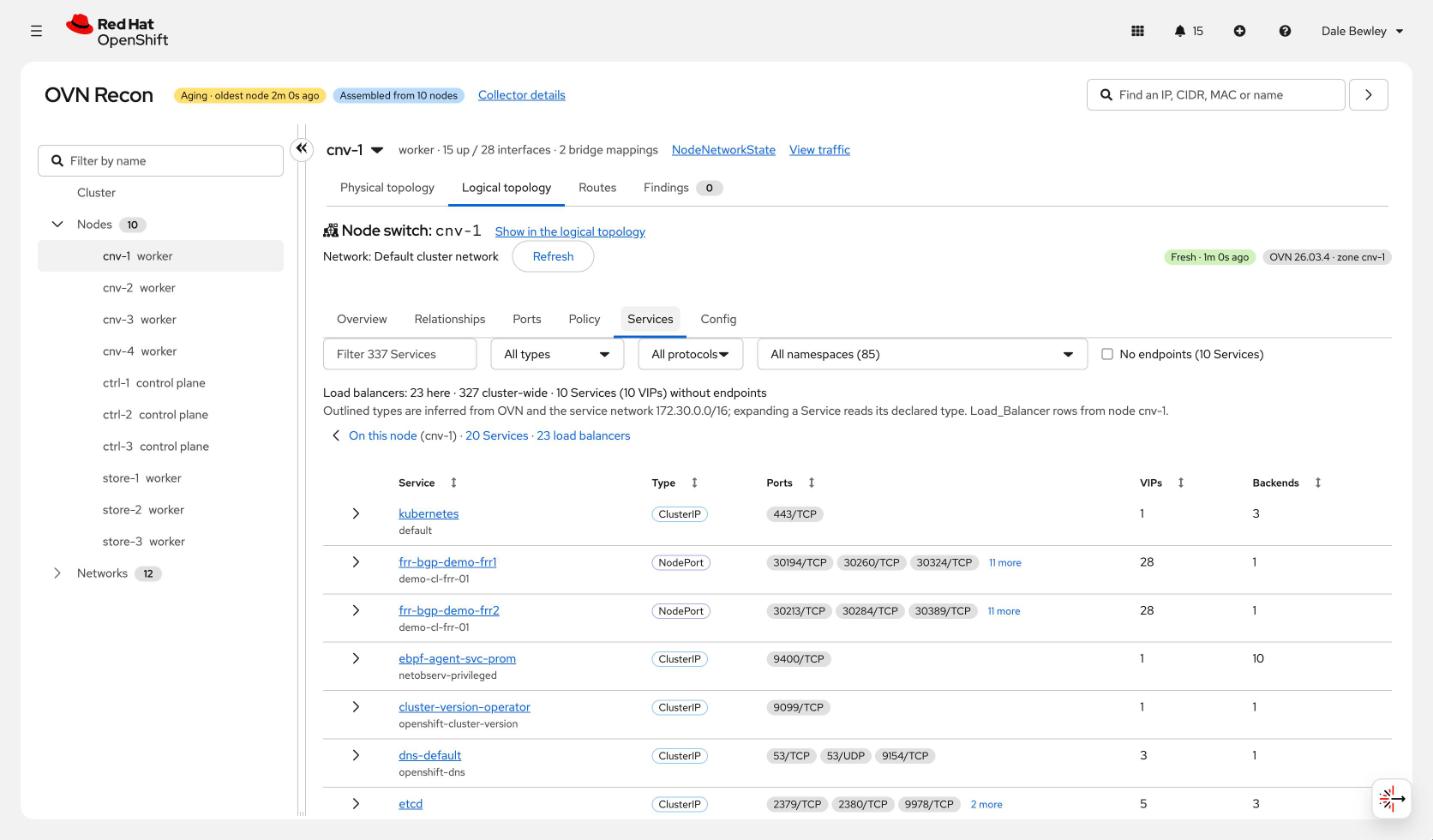 Red Hat
OpenShift
15
Dale Bewley
OVN Recon
Aging · oldest node 2m 0s ago
Assembled from 10 nodes
Collector details
Find an IP, CIDR, MAC or name
Filter by name
Cluster
Nodes 10
cnv-1 worker
cnv-2 worker
cnv-3 worker
cnv-4 worker
ctrl-1 control plane
ctrl-2 control plane
ctrl-3 control plane
store-1 worker
store-2 worker
store-3 worker
Networks 12
cnv-1 worker · 15 up / 28 interfaces · 2 bridge mappings NodeNetworkState View traffic
Physical topology Logical topology Routes Findings 0
Node switch: cnv-1 Show in the logical topology
Network: Default cluster network Refresh
Fresh · 1m 0s ago OVN 26.03.4 · zone cnv-1
Overview Relationships Ports Policy Services Config
Filter 337 Services All types All protocols All namespaces (85) No endpoints (10 Services)
Load balancers: 23 here · 327 cluster-wide · 10 Services (10 VIPs) without endpoints
Outlined types are inferred from OVN and the service network 172.30.0.0/16; expanding a Service reads its declared type. Load_Balancer rows from node cnv-1.
On this node (cnv-1) · 20 Services · 23 load balancers
Service Type Ports VIPs Backends
kubernetes ClusterIP 443/TCP 1 3
default
frr-bgp-demo-frr1 NodePort 30194/TCP 30260/TCP 30324/TCP 11 more 28 1
demo-cl-frr-01
frr-bgp-demo-frr2 NodePort 30213/TCP 30284/TCP 30389/TCP 11 more 28 1
demo-cl-frr-01
ebpf-agent-svc-prom ClusterIP 9400/TCP 1 10
netobserv-privileged
cluster-version-operator ClusterIP 9099/TCP 1 1
openshift-cluster-version
dns-default ClusterIP 53/TCP 53/UDP 9154/TCP 3 1
openshift-dns
etcd ClusterIP 2379/TCP 2380/TCP 9978/TCP 2 more 5 3